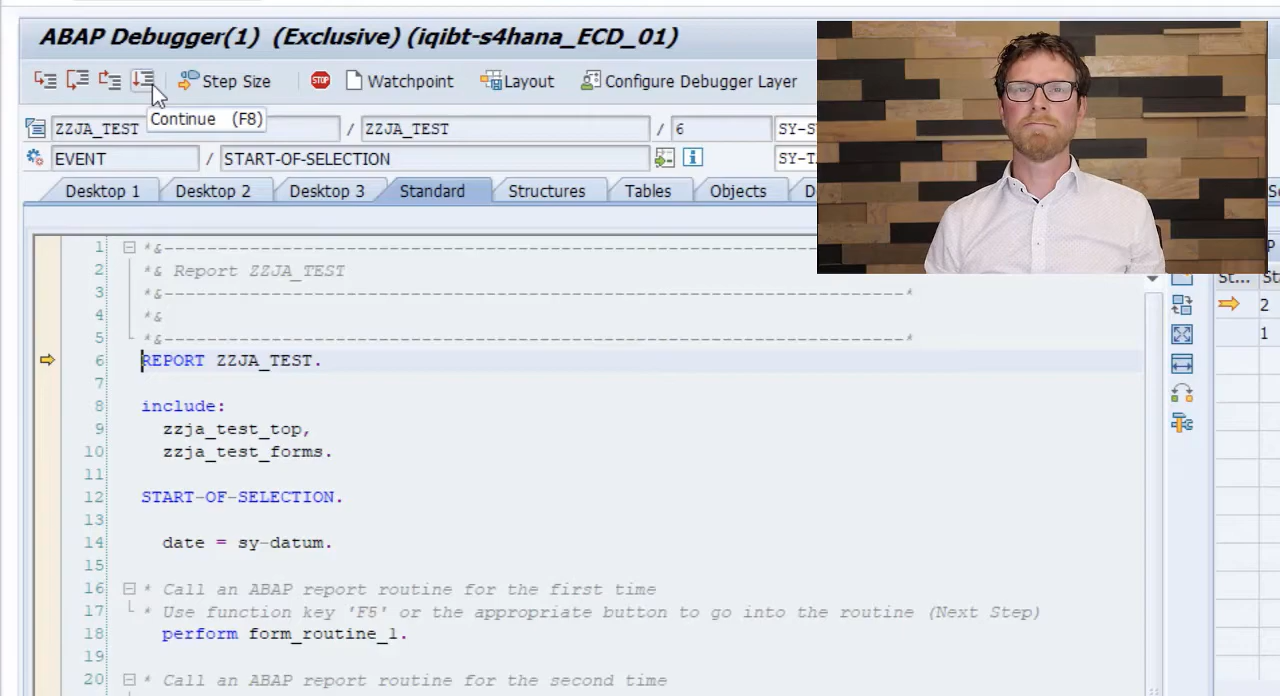 ABAP Debugger(1) (Exclusive) (iqibt-s4hana_ECD_01)
Step Size STOP Watchpoint Layout Configure Debugger Layer
Continue (F8)
ZZJA_TEST / ZZJA_TEST / 6
EVENT / START-OF-SELECTION
Desktop 1 Desktop 2 Desktop 3 Standard Structures Tables Objects
1 *&---------------------------------------------------------------------
2 *& Report ZZJA_TEST
3 *&---------------------------------------------------------------------*
4 *&
5 *&---------------------------------------------------------------------*
6 REPORT ZZJA_TEST.
7
8 include:
9 zzja_test_top,
10 zzja_test_forms.
11
12 START-OF-SELECTION.
13
14 date = sy-datum.
15
16 * Call an ABAP report routine for the first time
17 * Use function key 'F5' or the appropriate button to go into the routine (Next Step)
18 perform form_routine_1.
19
20 * Call an ABAP report routine for the second time
St... St
2
1